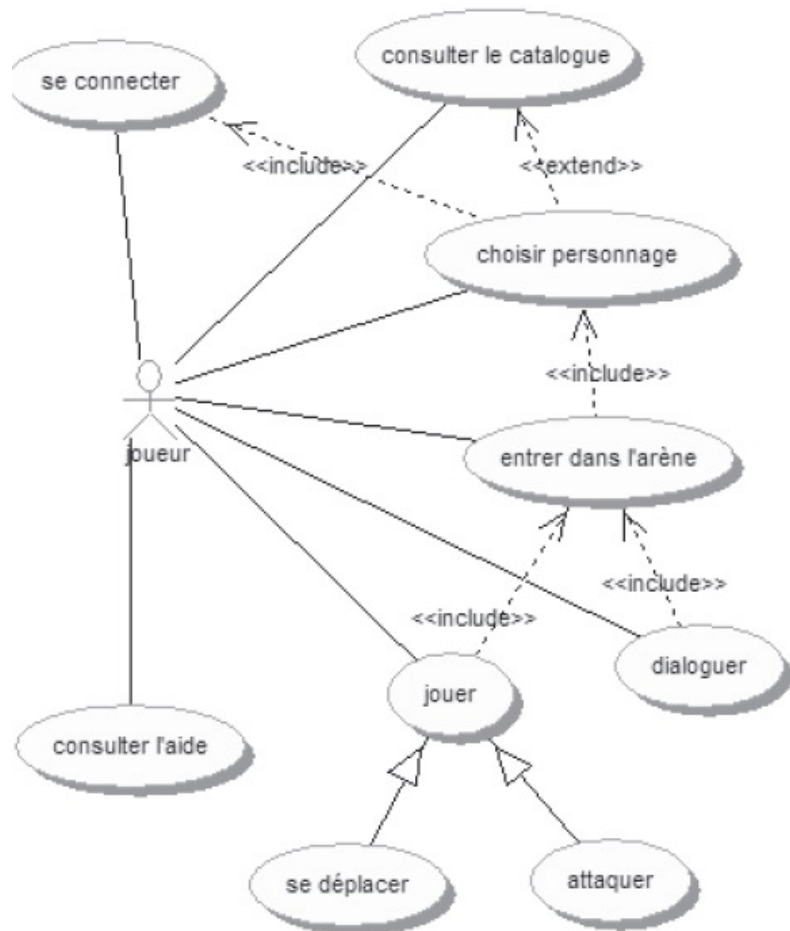 consulter le catalogue
se connecter
<<include>>
<<extend>>
choisir personnage
<<include>>
joueur
entrer dans l'arène
<<include>>
<<include>>
dialoguer
jouer
consulter l'aide
se déplacer
attaquer